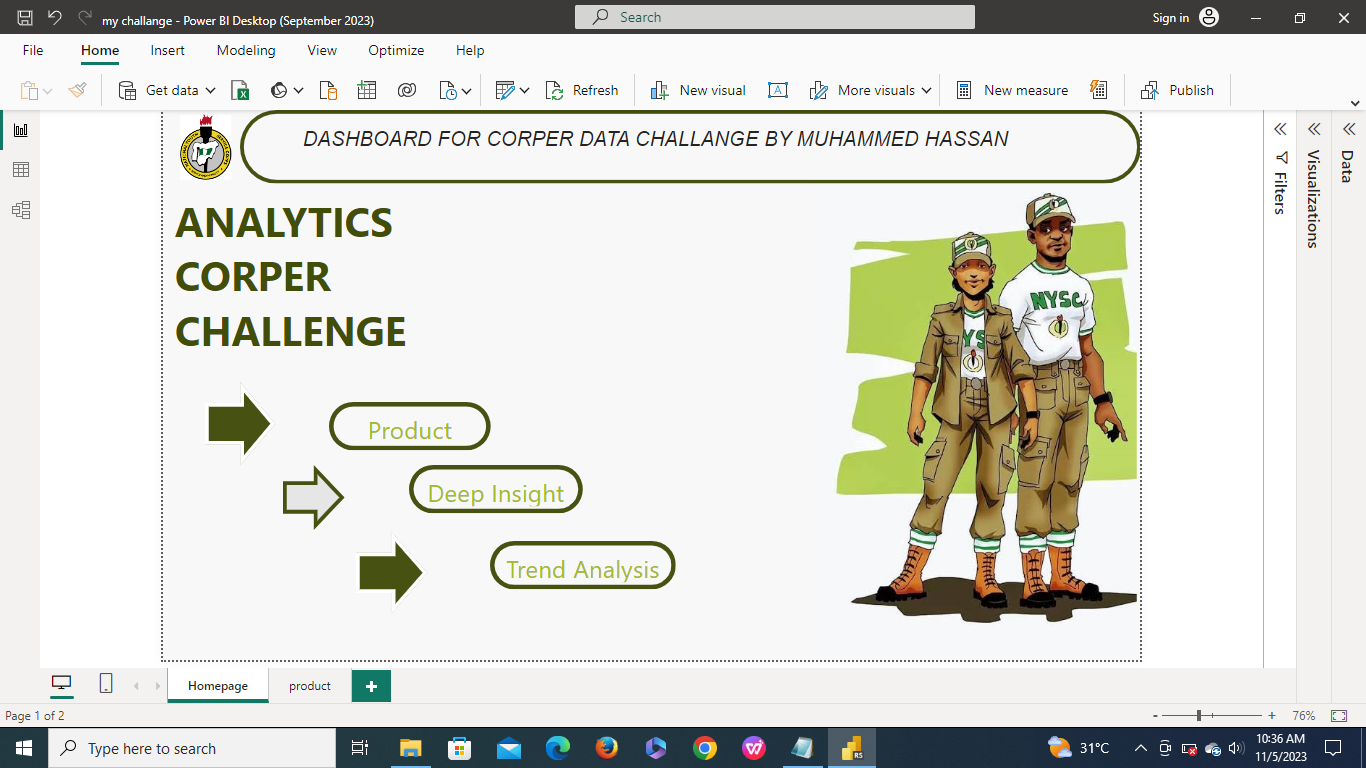 my challange - Power BI Desktop (September 2023)
Search
Sign in
File Home Insert Modeling View Optimize Help
Get data
Refresh
New visual
A
More visuals
New measure
Publish
DASHBOARD FOR CORPER DATA CHALLANGE BY MUHAMMED HASSAN
ANALYTICS
CORPER
CHALLENGE
Product
Deep Insight
Trend Analysis
NYSC
YS
Filters
Visualizations
Data
Homepage
product
Page 1 of 2
76%
Type here to search
RS
31°C
10:36 AM
11/5/2023